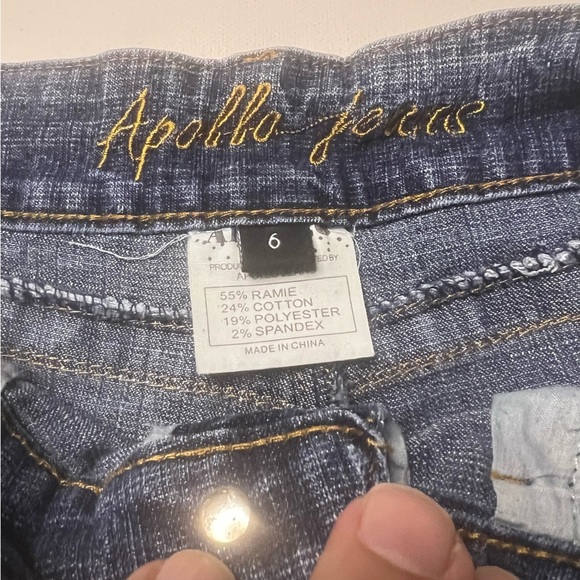 Apollo jeans
6
55% RAMIE
24% COTTON
19% POLYESTER
2% SPANDEX
MADE IN CHINA